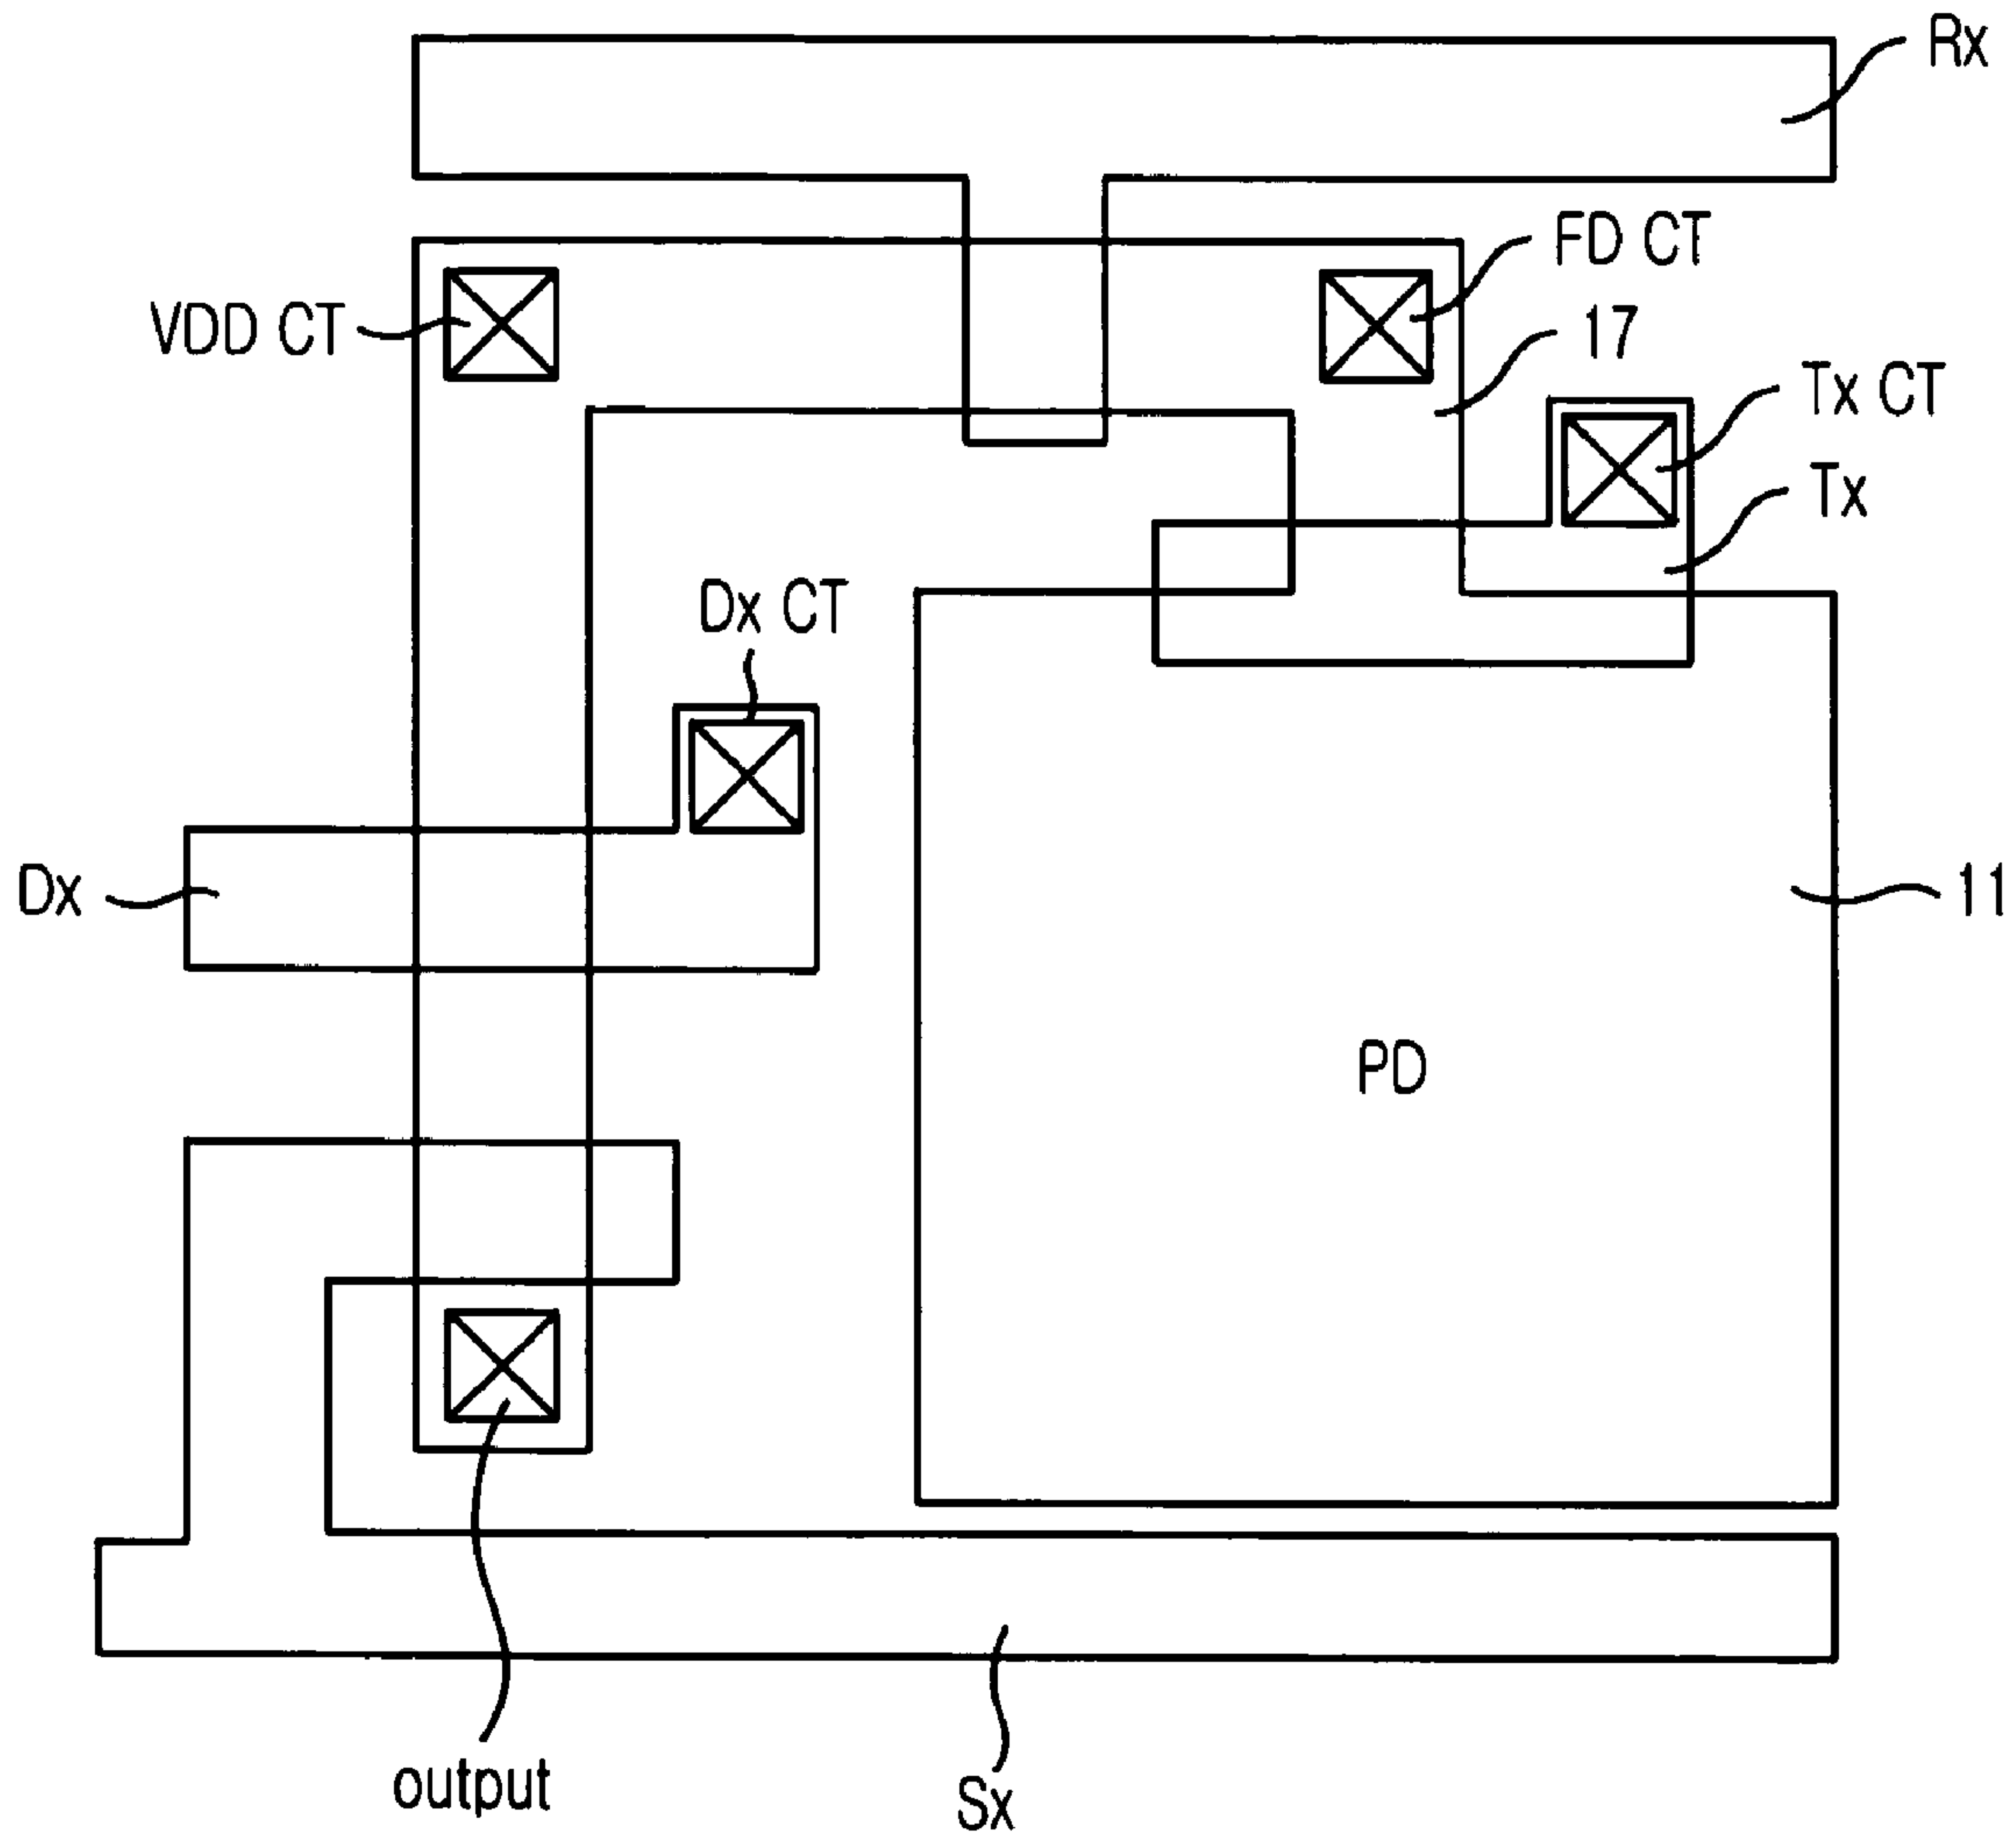 Rx
FD CT
VDD CT
17
Tx CT
Tx
Dx CT
Dx
11
PD
output
Sx